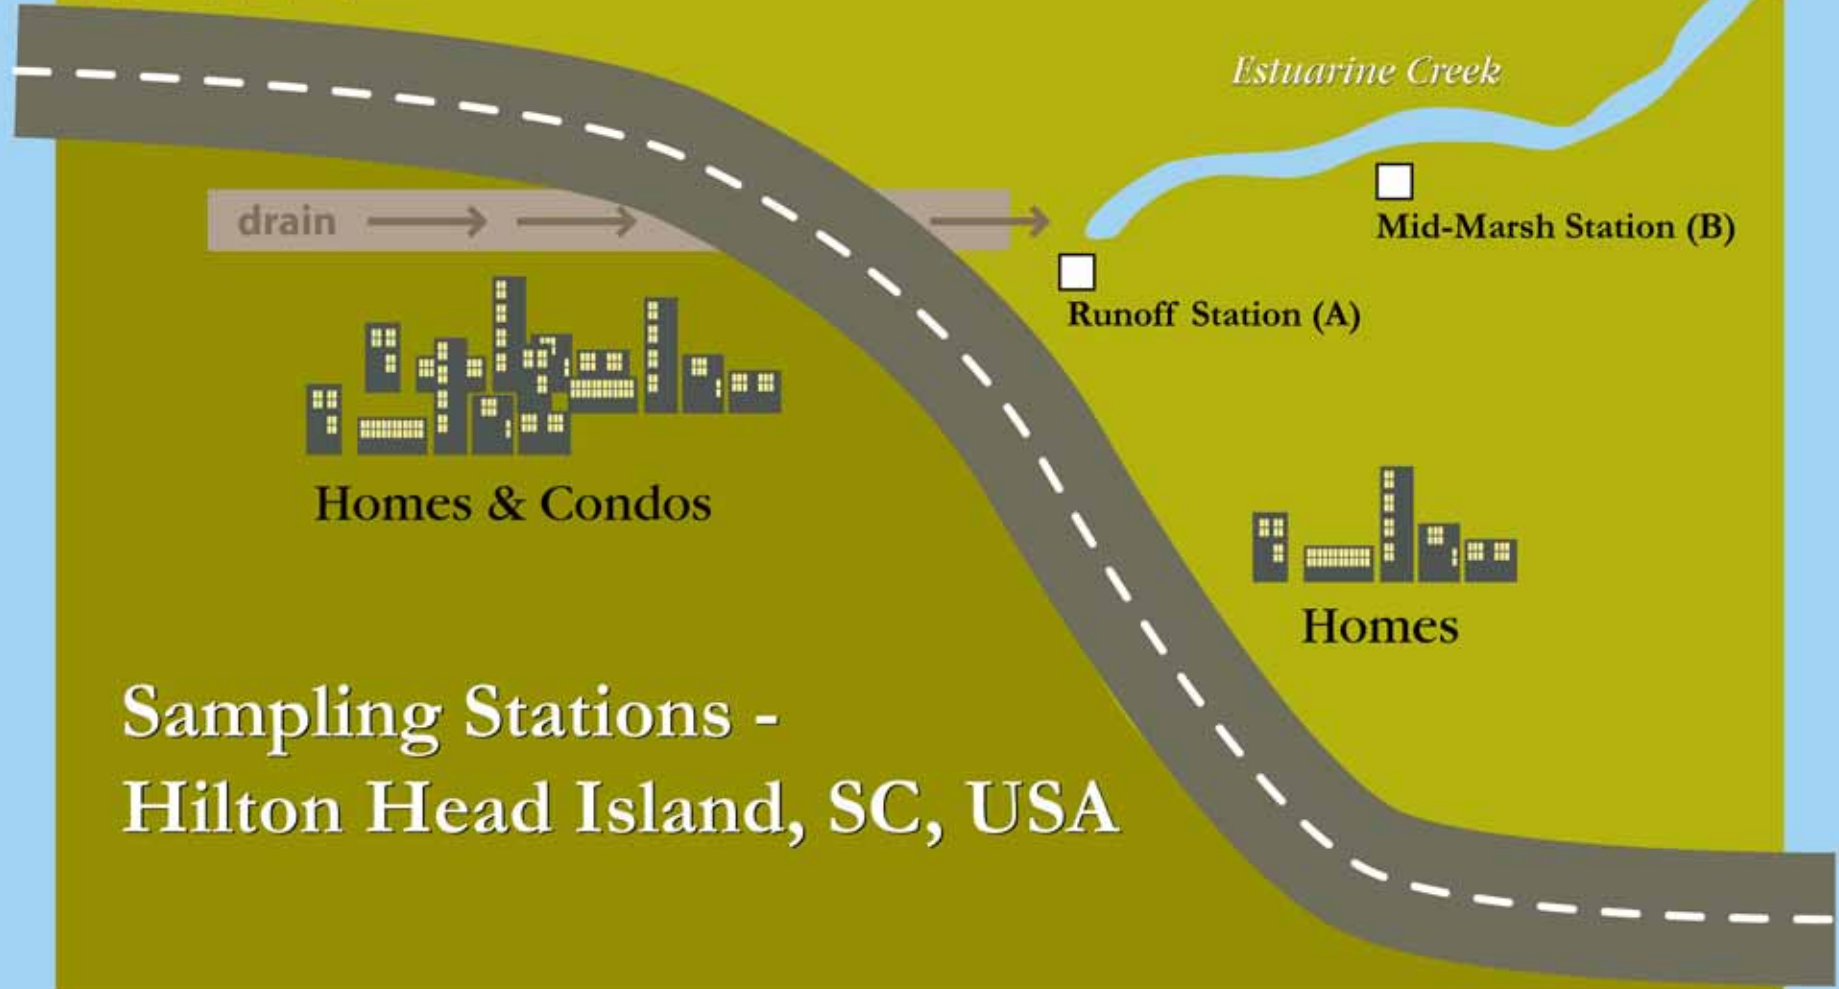 Estuarine Creek
drain
Mid-Marsh Station (B)
Runoff Station (A)
Homes & Condos
Homes
Sampling Stations -
Hilton Head Island, SC, USA